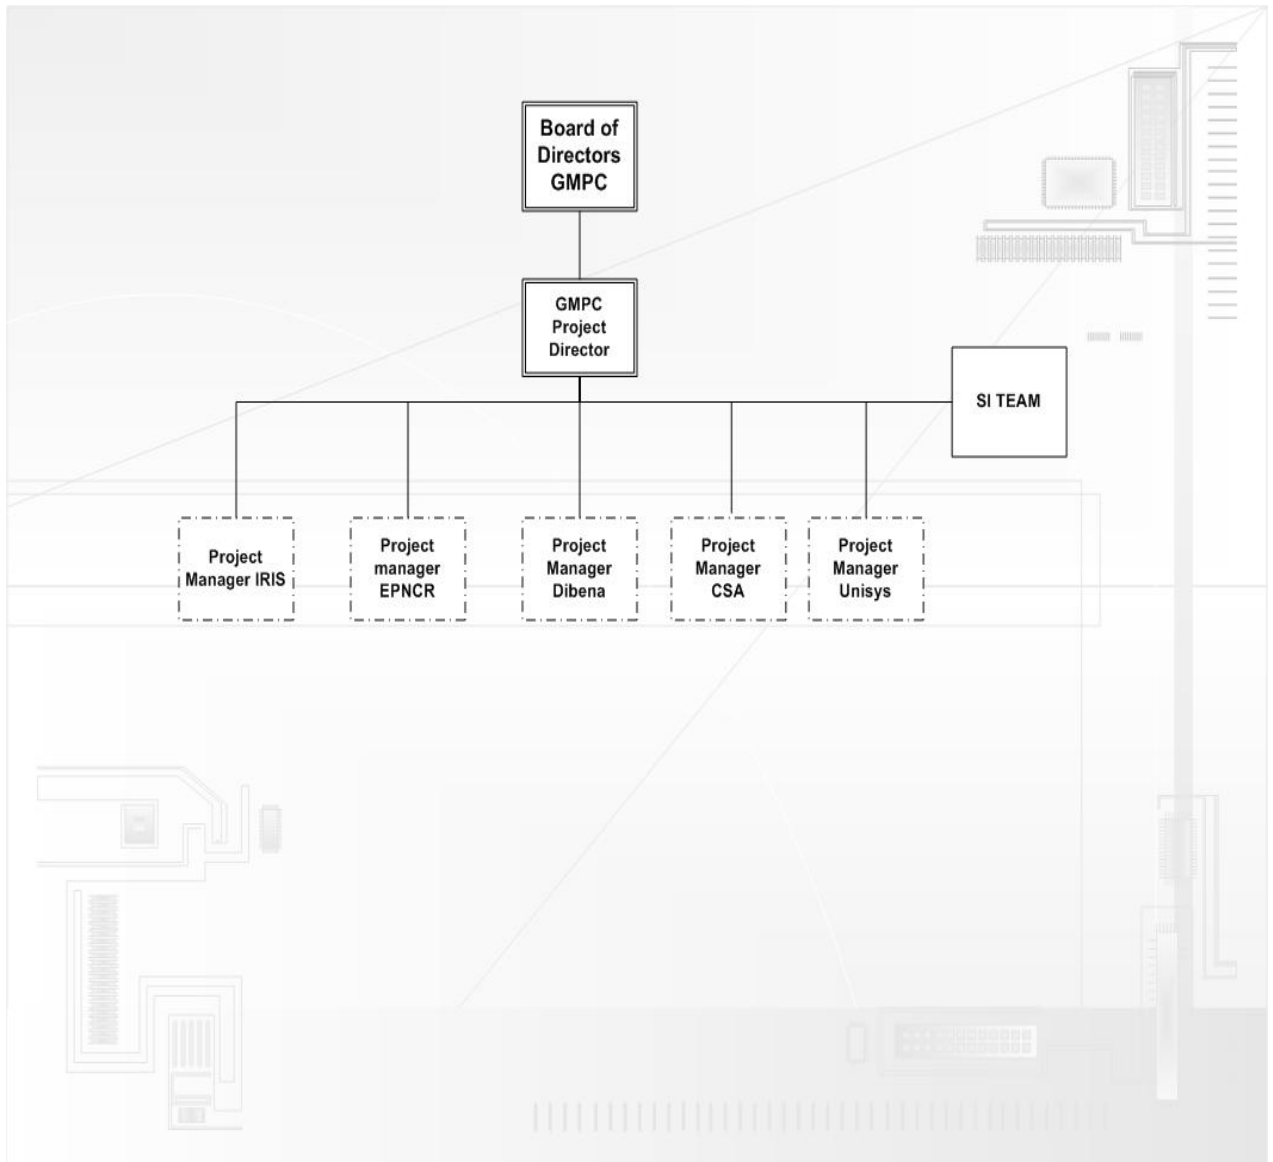 Board of
Directors
GMPC
GMPC
Project
Director
SI TEAM
Project
Manager IRIS
Project
manager
EPNCR
Project
Manager
Dibena
Project
Manager
CSA
Project
Manager
Unisys